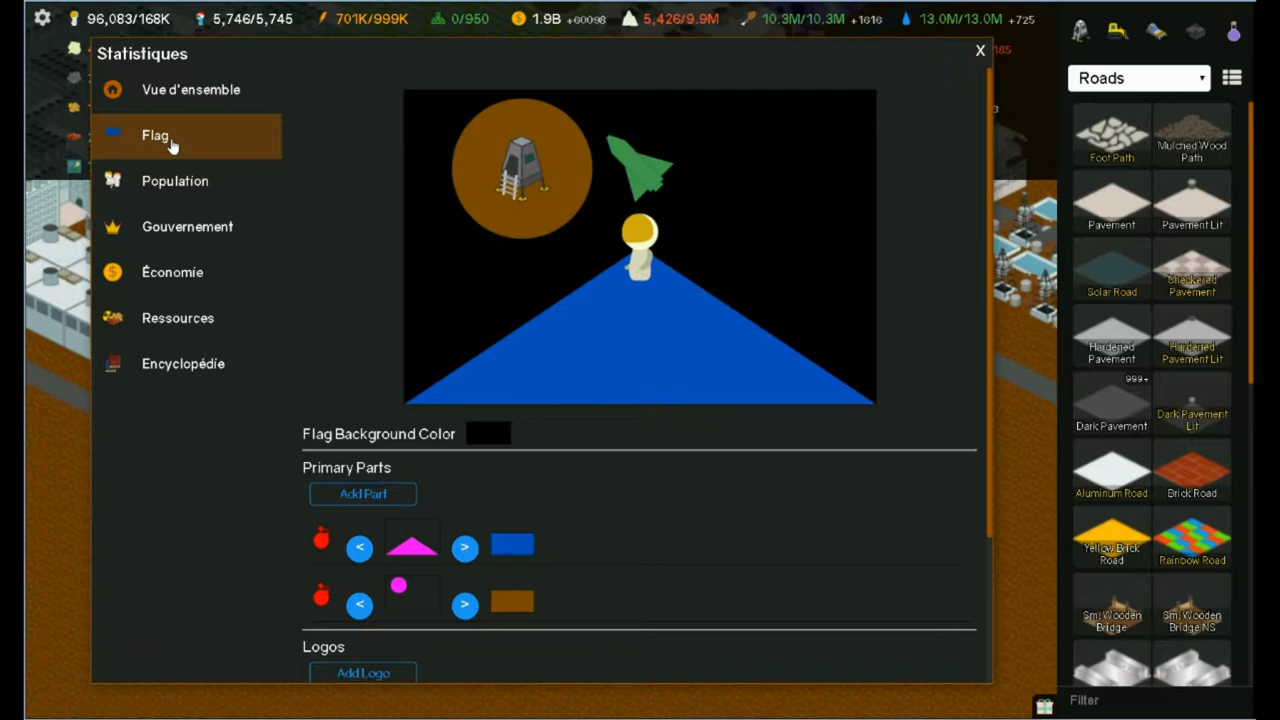 96,083/168K
5,746/5,745
701K/999K
0/950
1.9B +60098
5,426/9.9M
10.3M/10.3M +1616
13.0M/13.0M +725
Statistiques
X
Vue d'ensemble
Flag
Population
Gouvernement
Économie
Ressources
Encyclopédie
Flag Background Color
Primary Parts
Add Part
<
>
<
>
Logos
Add Logo
Roads
Foot Path
Mulched Wood
Path
Pavement
Pavement Lit
Solar Road
Checkered
Pavement
Hardened
Pavement
Hardened
Pavement Lit
999+
Dark Pavement
Dark Pavement
Lit
Aluminum Road
Brick Road
Yellow Brick
Road
Rainbow Road
Sm. Wooden
Bridge
Sm. Wooden
Bridge NS
Filter